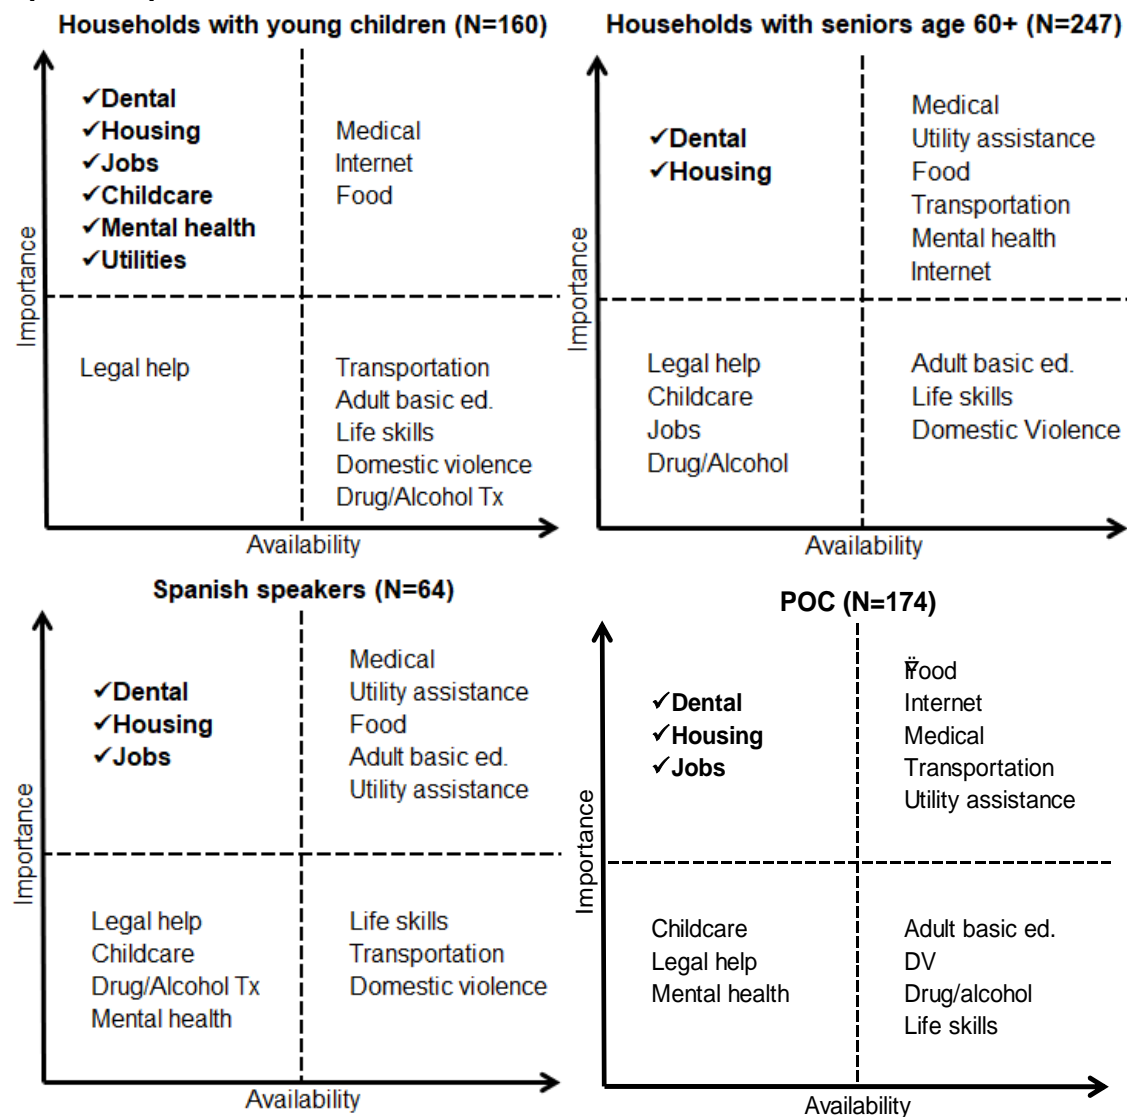 Households with young children (N=160)
✓Dental
✓Housing
✓Jobs
✓Childcare
✓Mental health
✓Utilities
Medical
Internet
Food
Importance
Legal help
Transportation
Adult basic ed.
Life skills
Domestic violence
Drug/Alcohol Tx
Availability
Households with seniors age 60+ (N=247)
✓Dental
✓Housing
Medical
Utility assistance
Food
Transportation
Mental health
Internet
Importance
Legal help
Childcare
Jobs
Drug/Alcohol
Adult basic ed.
Life skills
Domestic Violence
Availability
Spanish speakers (N=64)
✓Dental
✓Housing
✓Jobs
Medical
Utility assistance
Food
Adult basic ed.
Utility assistance
Importance
Legal help
Childcare
Drug/Alcohol Tx
Mental health
Life skills
Transportation
Domestic violence
Availability
POC (N=174)
✓Dental
✓Housing
✓Jobs
Food
Internet
Medical
Transportation
Utility assistance
Importance
Childcare
Legal help
Mental health
Adult basic ed.
DV
Drug/alcohol
Life skills
Availability